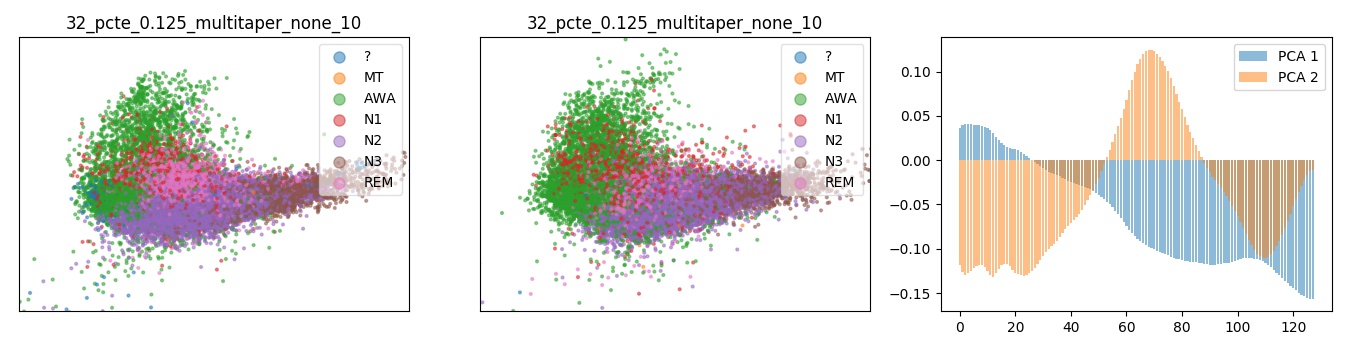 32_pcte_0.125_multitaper_none_10
?
MT
AWA
N1
N2
N3
REM
32_pcte_0.125_multitaper_none_10
?
MT
AWA
N1
N2
N3
REM
PCA 1
PCA 2
0.10
0.05
0.00
−0.05
−0.10
−0.15
0 20 40 60 80 100 120